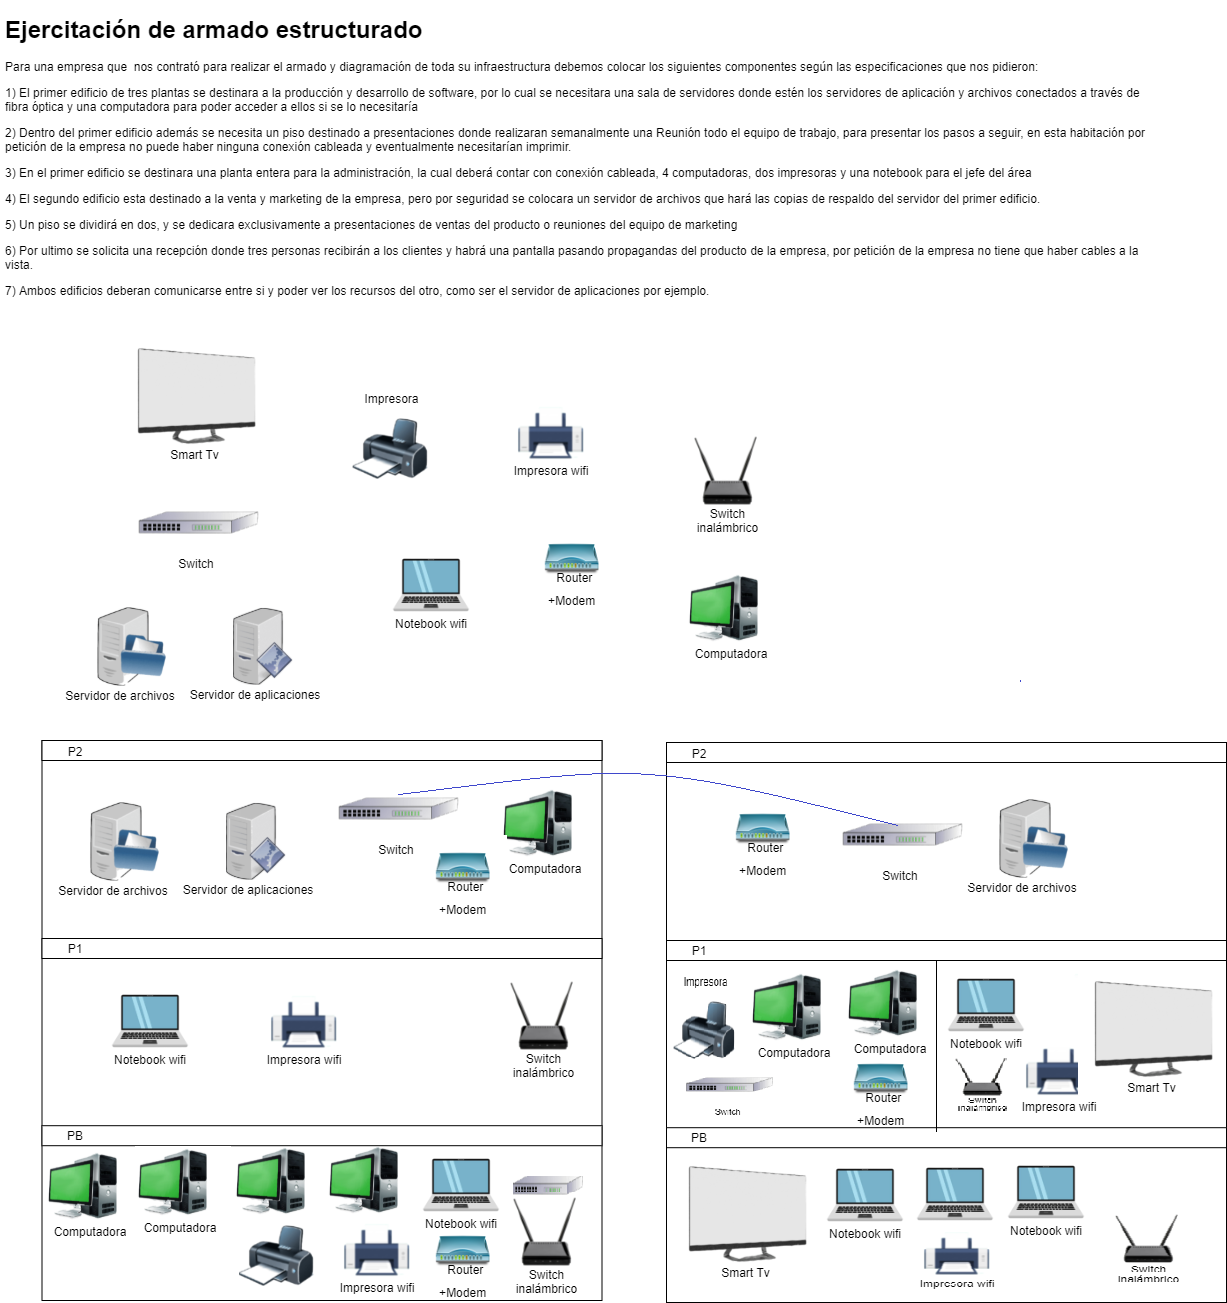 Ejercitación de armado estructurado
Para una empresa que  nos contrató para realizar el armado y diagramación de toda su infraestructura debemos colocar los siguientes componentes según las especificaciones que nos pidieron:
1) El primer edificio de tres plantas se destinara a la producción y desarrollo de software, por lo cual se necesitara una sala de servidores donde estén los servidores de aplicación y archivos conectados a través de
fibra óptica y una computadora para poder acceder a ellos si se lo necesitaría
2) Dentro del primer edificio además se necesita un piso destinado a presentaciones donde realizaran semanalmente una Reunión todo el equipo de trabajo, para presentar los pasos a seguir, en esta habitación por
petición de la empresa no puede haber ninguna conexión cableada y eventualmente necesitarían imprimir.
3) En el primer edificio se destinara una planta entera para la administración, la cual deberá contar con conexión cableada, 4 computadoras, dos impresoras y una notebook para el jefe del área
4) El segundo edificio esta destinado a la venta y marketing de la empresa, pero por seguridad se colocara un servidor de archivos que hará las copias de respaldo del servidor del primer edificio.
5) Un piso se dividirá en dos, y se dedicara exclusivamente a presentaciones de ventas del producto o reuniones del equipo de marketing
6) Por ultimo se solicita una recepción donde tres personas recibirán a los clientes y habrá una pantalla pasando propagandas del producto de la empresa, por petición de la empresa no tiene que haber cables a la
vista.
7) Ambos edificios deberan comunicarse entre si y poder ver los recursos del otro, como ser el servidor de aplicaciones por ejemplo.
Smart Tv
Impresora
Impresora wifi
Switch
inalámbrico
Switch
Notebook wifi
Router
+Modem
Computadora
Servidor de archivos
Servidor de aplicaciones
P2
Servidor de archivos
Servidor de aplicaciones
Switch
Router
+Modem
Computadora
P1
Notebook wifi
Impresora wifi
Switch
inalámbrico
PB
Computadora
Computadora
Impresora wifi
Notebook wifi
Router
+Modem
Switch
inalámbrico
P2
Router
+Modem
Switch
Servidor de archivos
P1
Impresora
Computadora
Computadora
Switch
Router
+Modem
Notebook wifi
Switch
inalámbrico
Impresora wifi
Smart Tv
PB
Smart Tv
Notebook wifi
Notebook wifi
Impresora wifi
Switch
inalámbrico